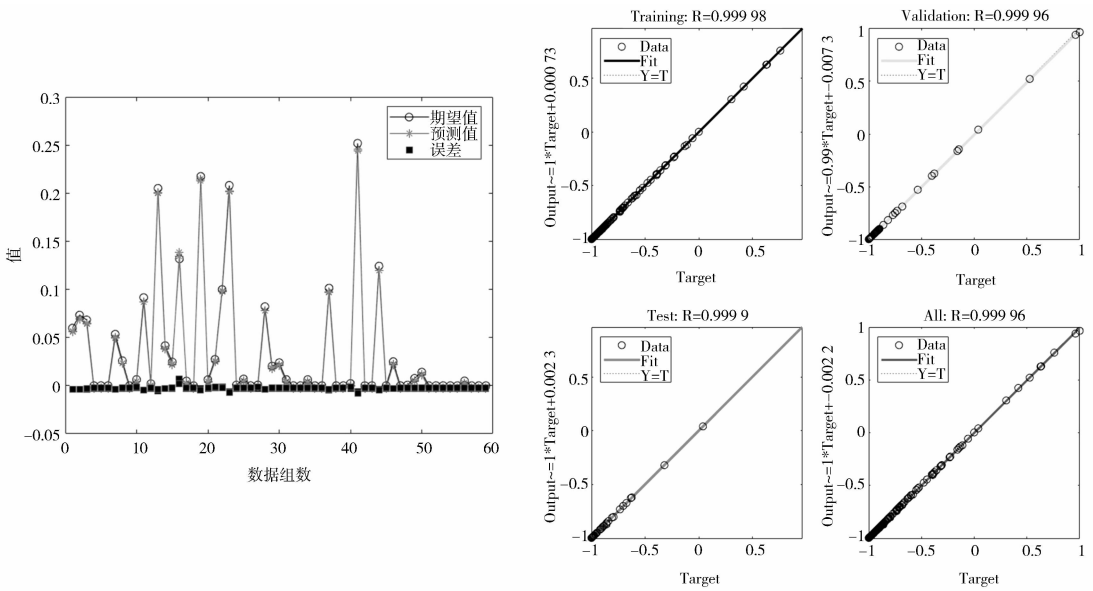 0.3
0.25
0.2
0.15
0.1
0.05
0
−0.05
值
期望值
预测值
误差
0 10 20 30 40 50 60
数据组数
Training: R=0.999 98
Output~=1*Target+0.000 73
Data
Fit
Y=T
0.5
0
−0.5
−1
−1 −0.5 0 0.5
Target
Validation: R=0.999 96
Output~=0.99*Target+−0.007 3
Data
Fit
Y=T
1
0.5
0
−0.5
−1
−1 −0.5 0 0.5 1
Target
Test: R=0.999 9
Output~=1*Target+0.002 3
Data
Fit
Y=T
0.5
0
−0.5
−1
−1 −0.5 0 0.5
Target
All: R=0.999 96
Output~=1*Target+−0.002 2
Data
Fit
Y=T
1
0.5
0
−0.5
−1
−1 −0.5 0 0.5 1
Target